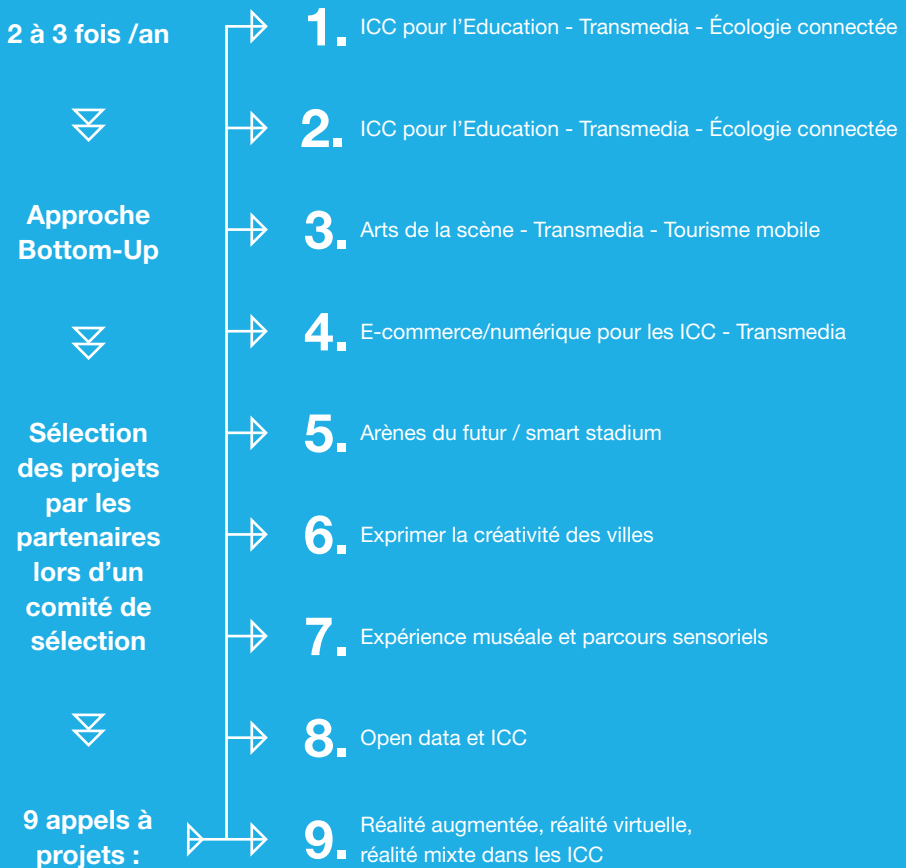 2 à 3 fois /an
Approche
Bottom-Up
Sélection
des projets
par les
partenaires
lors d'un
comité de
sélection
9 appels à
projets :
1. ICC pour l'Education - Transmedia - Écologie connectée
2. ICC pour l'Education - Transmedia - Écologie connectée
3. Arts de la scène - Transmedia - Tourisme mobile
4. E-commerce/numérique pour les ICC - Transmedia
5. Arènes du futur / smart stadium
6. Exprimer la créativité des villes
7. Expérience muséale et parcours sensoriels
8. Open data et ICC
9. Réalité augmentée, réalité virtuelle,
réalité mixte dans les ICC